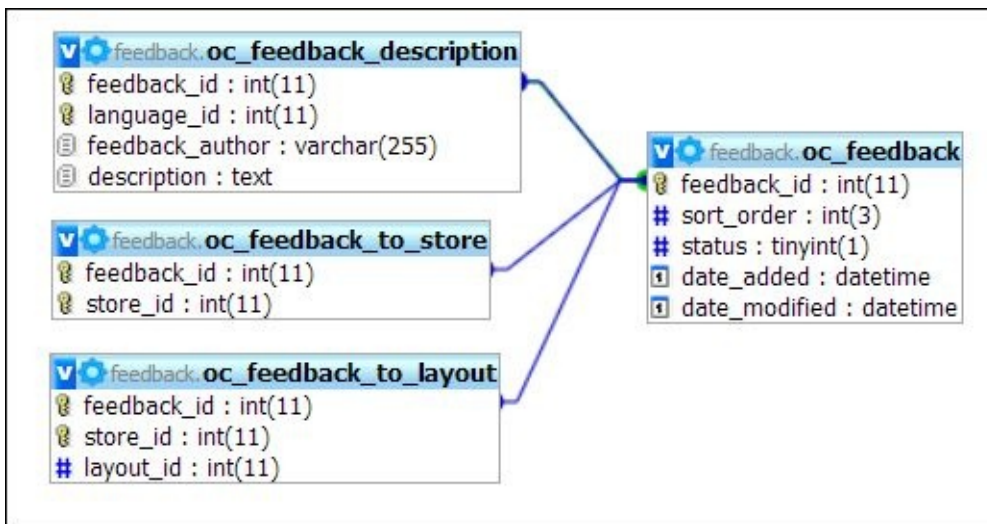 feedback.oc_feedback_description
feedback_id : int(11)
language_id : int(11)
feedback_author : varchar(255)
description : text
feedback.oc_feedback_to_store
feedback_id : int(11)
store_id : int(11)
feedback.oc_feedback_to_layout
feedback_id : int(11)
store_id : int(11)
# layout_id : int(11)
feedback.oc_feedback
feedback_id : int(11)
# sort_order : int(3)
# status : tinyint(1)
date_added : datetime
date_modified : datetime